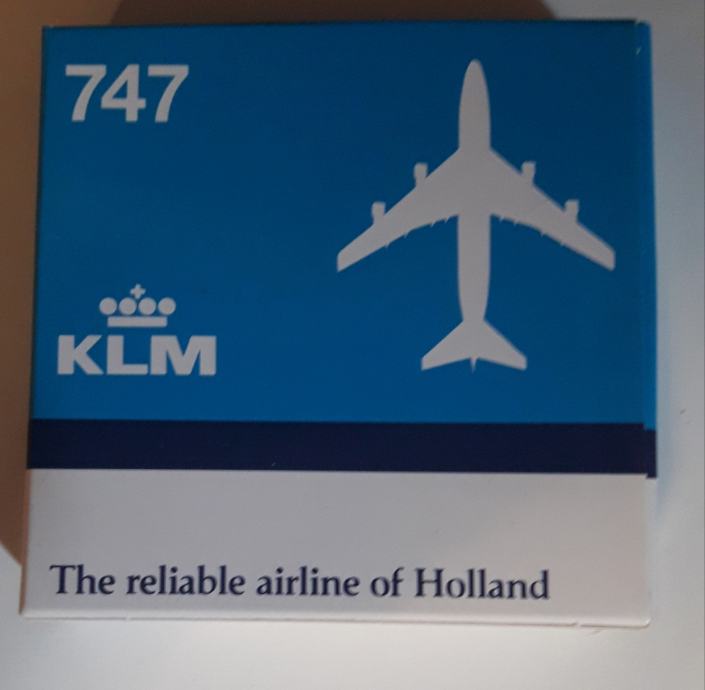 747
KLM
The reliable airline of Holland